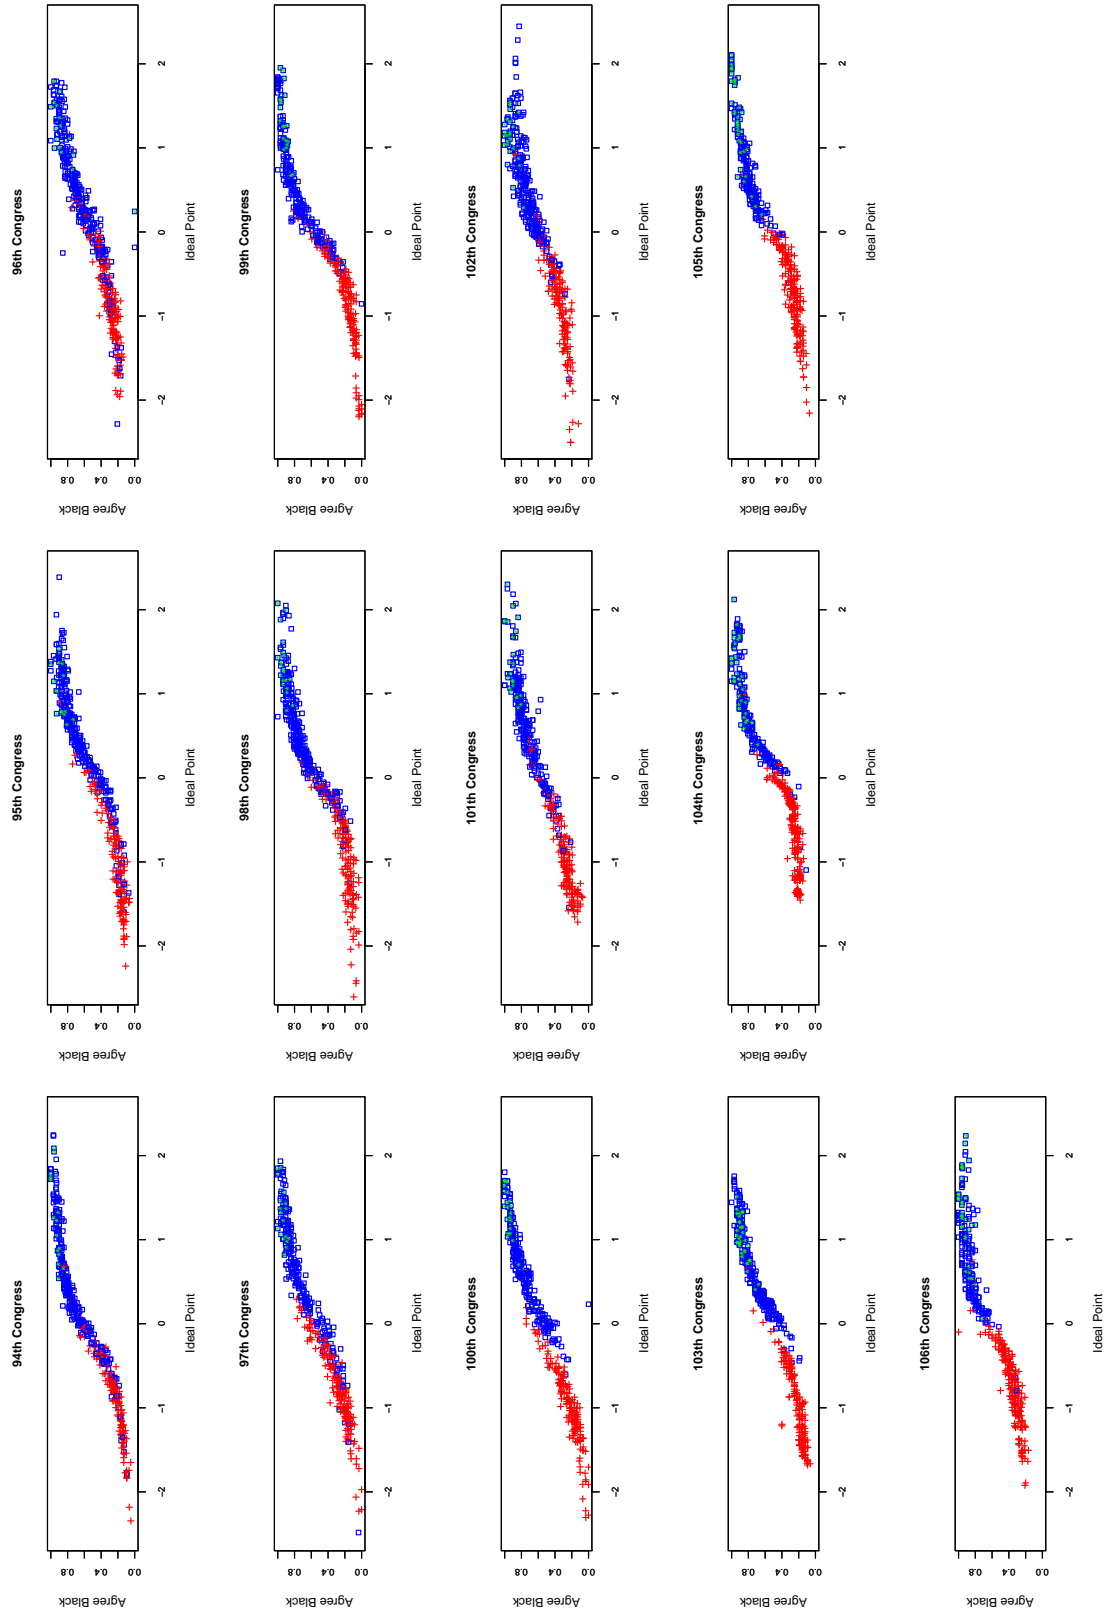 94th Congress
Agree Black
0.0 0.4 0.8
-2 -1 0 1 2
Ideal Point
95th Congress
Agree Black
0.0 0.4 0.8
-2 -1 0 1 2
Ideal Point
96th Congress
Agree Black
0.0 0.4 0.8
-2 -1 0 1 2
Ideal Point
97th Congress
Agree Black
0.0 0.4 0.8
-2 -1 0 1 2
Ideal Point
98th Congress
Agree Black
0.0 0.4 0.8
-2 -1 0 1 2
Ideal Point
99th Congress
Agree Black
0.0 0.4 0.8
-2 -1 0 1 2
Ideal Point
100th Congress
Agree Black
0.0 0.4 0.8
-2 -1 0 1 2
Ideal Point
101th Congress
Agree Black
0.0 0.4 0.8
-2 -1 0 1 2
Ideal Point
102th Congress
Agree Black
0.0 0.4 0.8
-2 -1 0 1 2
Ideal Point
103th Congress
Agree Black
0.0 0.4 0.8
-2 -1 0 1 2
Ideal Point
104th Congress
Agree Black
0.0 0.4 0.8
-2 -1 0 1 2
Ideal Point
105th Congress
Agree Black
0.0 0.4 0.8
-2 -1 0 1 2
Ideal Point
106th Congress
Agree Black
0.0 0.4 0.8
-2 -1 0 1 2
Ideal Point